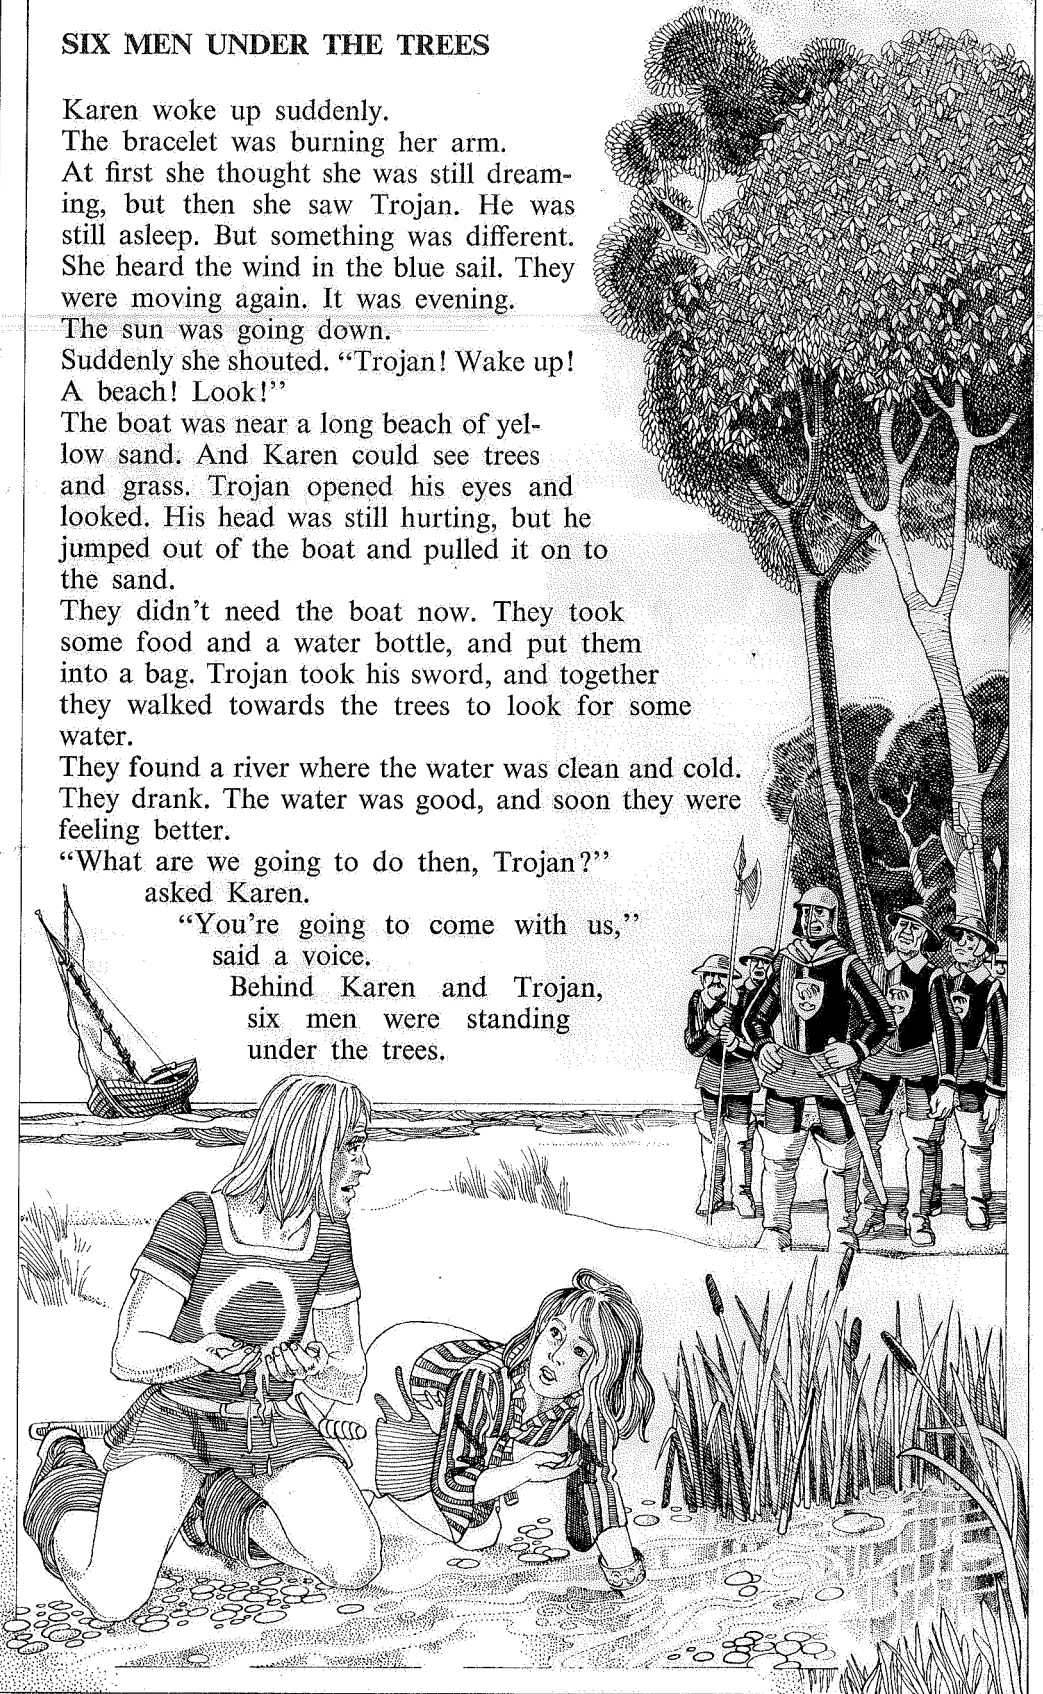 SIX MEN UNDER THE TREES
Karen woke up suddenly.
The bracelet was burning her arm.
At first she thought she was still dream-
ing, but then she saw Trojan. He was
still asleep. But something was different.
She heard the wind in the blue sail. They
were moving again. It was evening.
The sun was going down.
Suddenly she shouted. “Trojan! Wake up!
A beach! Look!”
The boat was near a long beach of yel-
low sand. And Karen could see trees
and grass. Trojan opened his eyes and
looked. His head was still hurting, but he
jumped out of the boat and pulled it on to
the sand.
They didn’t need the boat now. They took
some food and a water bottle, and put them
into a bag. Trojan took his sword, and together
they walked towards the trees to look for some
water.
They found a river where the water was clean and cold.
They drank. The water was good, and soon they were
feeling better.
“What are we going to do then, Trojan?”
asked Karen.
“You’re going to come with us,”
said a voice.
Behind Karen and Trojan,
six men were standing
under the trees.